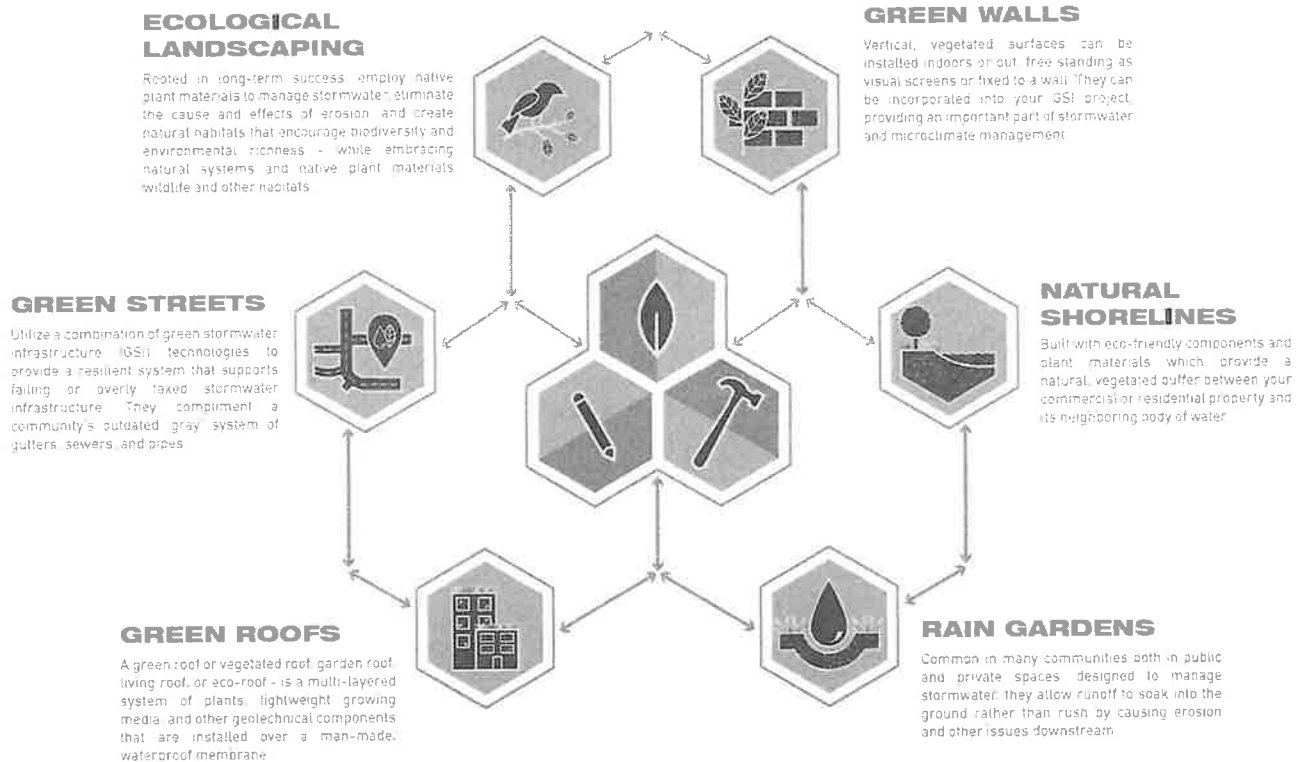 ECOLOGICAL
LANDSCAPING
Rooted in long-term success, employ native
plant materials to manage stormwater, eliminate
the cause and effects of erosion, and create
natural habitats that encourage biodiversity and
environmental richness - while embracing
natural systems and native plant materials
wildlife and other habitats
GREEN WALLS
Vertical, vegetated surfaces can be
installed indoors or out, free standing as
visual screens or fixed to a wall. They can
be incorporated into your GSI project,
providing an important part of stormwater
and microclimate management
GREEN STREETS
Utilize a combination of green stormwater
infrastructure (GSI) technologies to
provide a resilient system that supports
failing or overly taxed stormwater
infrastructure. They compliment a
community's outdated "gray" system of
gutters, sewers, and pipes
NATURAL
SHORELINES
Built with eco-friendly components and
plant materials which provide a
natural, vegetated buffer between your
commercial or residential property and
its neighboring body of water
GREEN ROOFS
A green roof or vegetated roof, garden roof,
living roof, or eco-roof - is a multi-layered
system of plants, lightweight growing
media, and other geotechnical components
that are installed over a man-made,
waterproof membrane
RAIN GARDENS
Common in many communities both in public
and private spaces designed to manage
stormwater, they allow runoff to soak into the
ground rather than rush by causing erosion
and other issues downstream